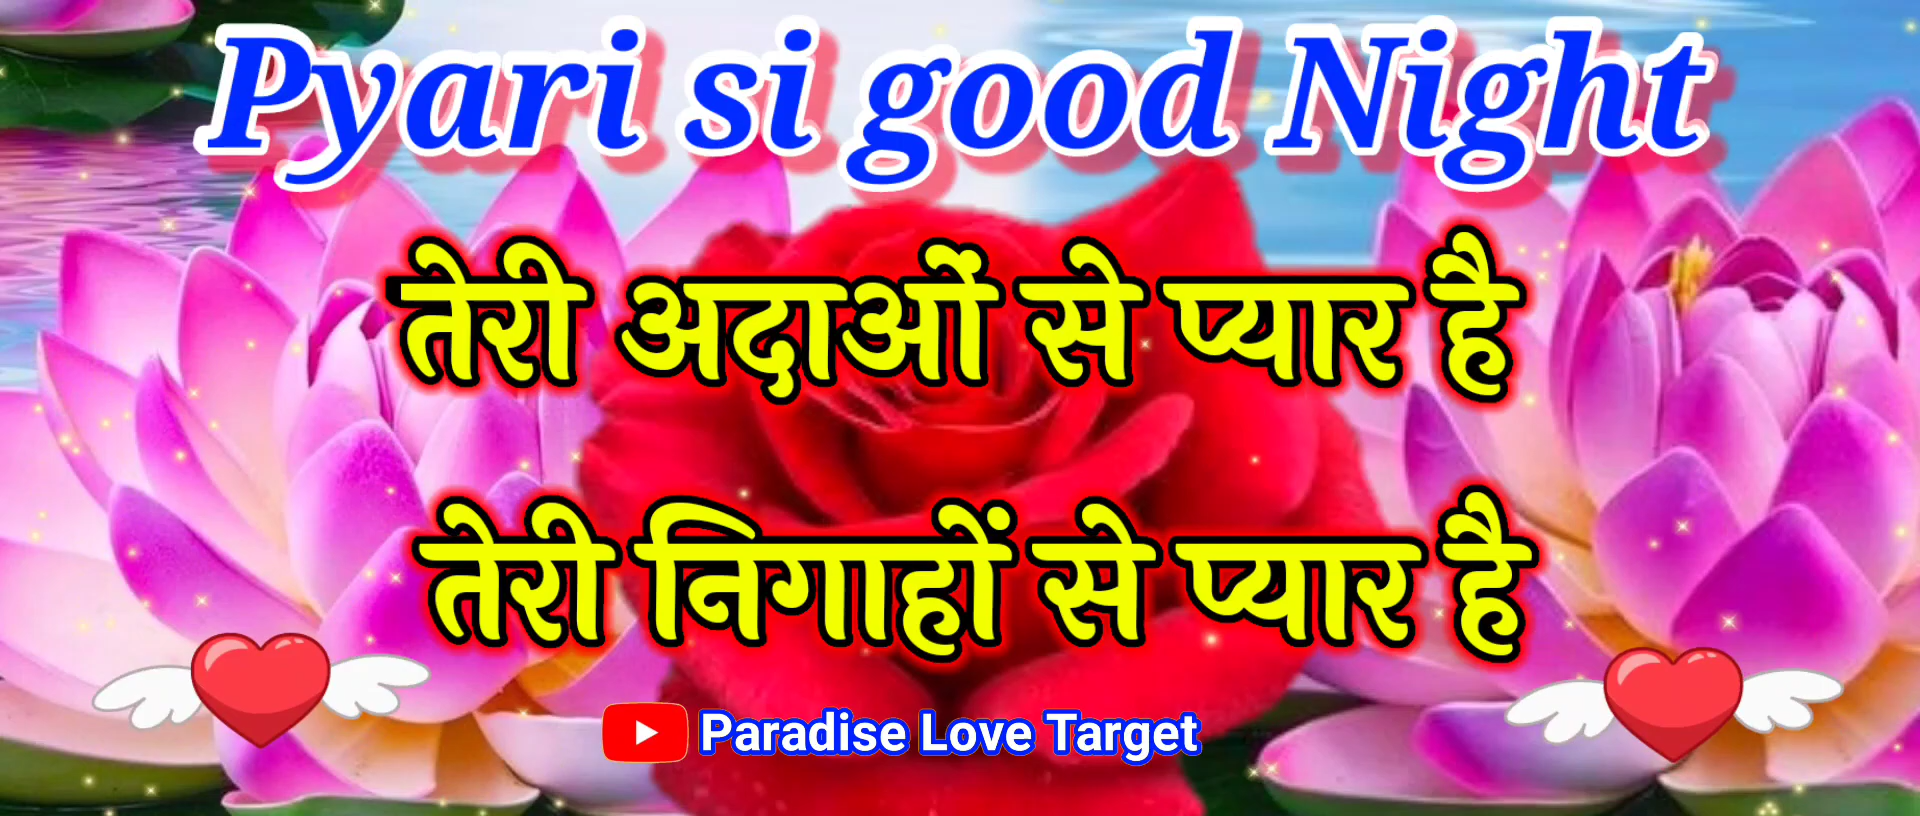 Pyari si good Night
तेरी अदाओं से प्यार है
तेरी निगाहों से प्यार है
Paradise Love Target